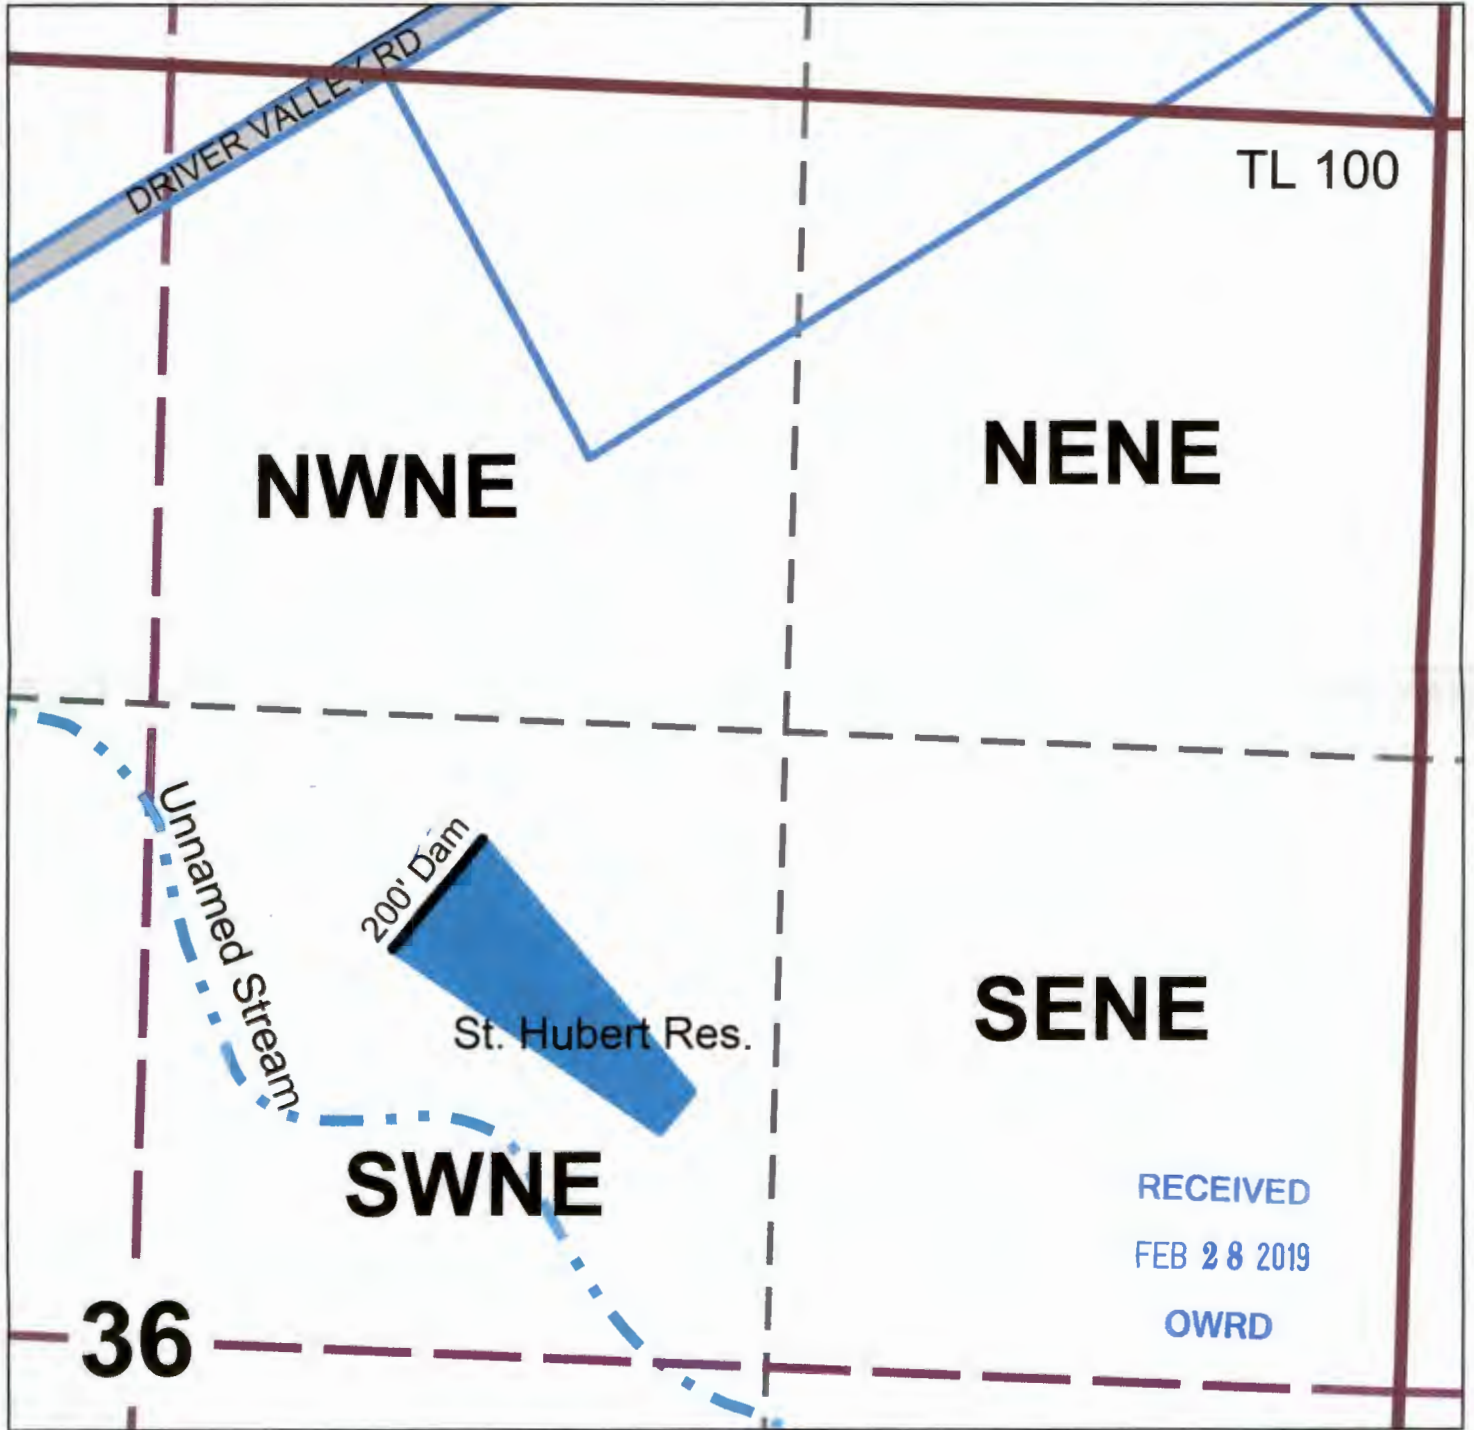 DRIVER VALLEY RD
TL 100
NWNE
NENE
200' Dam
Unnamed Stream
St. Hubert Res.
SENE
SWNE
RECEIVED
FEB 28 2019
OWRD
36